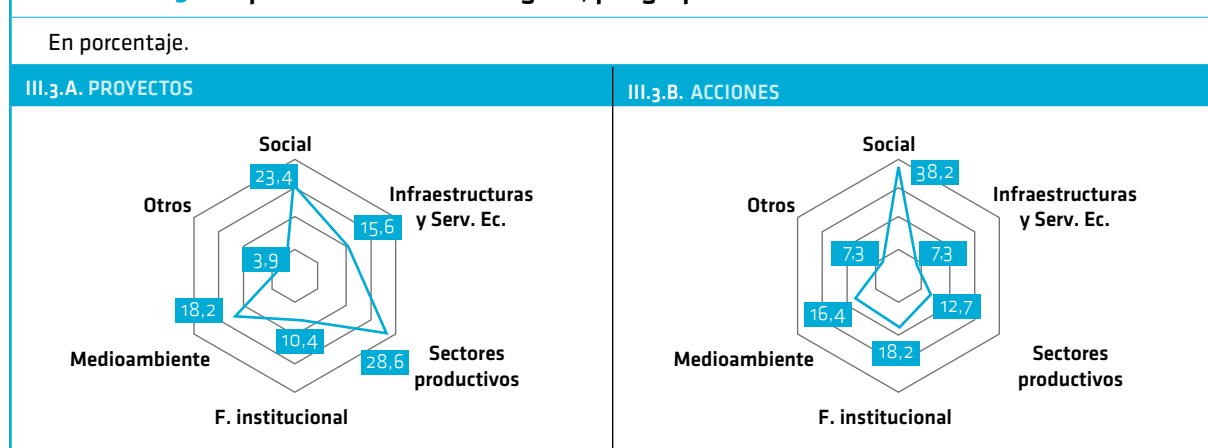 En porcentaje.
III.3.A. PROYECTOS
Social
23,4
Infraestructuras
y Serv. Ec.
15,6
Otros
3,9
18,2
10,4
28,6
Medioambiente
Sectores
productivos
F. institucional
III.3.B. ACCIONES
Social
38,2
Infraestructuras
y Serv. Ec.
Otros
7,3
7,3
16,4
12,7
18,2
Medioambiente
Sectores
productivos
F. institucional